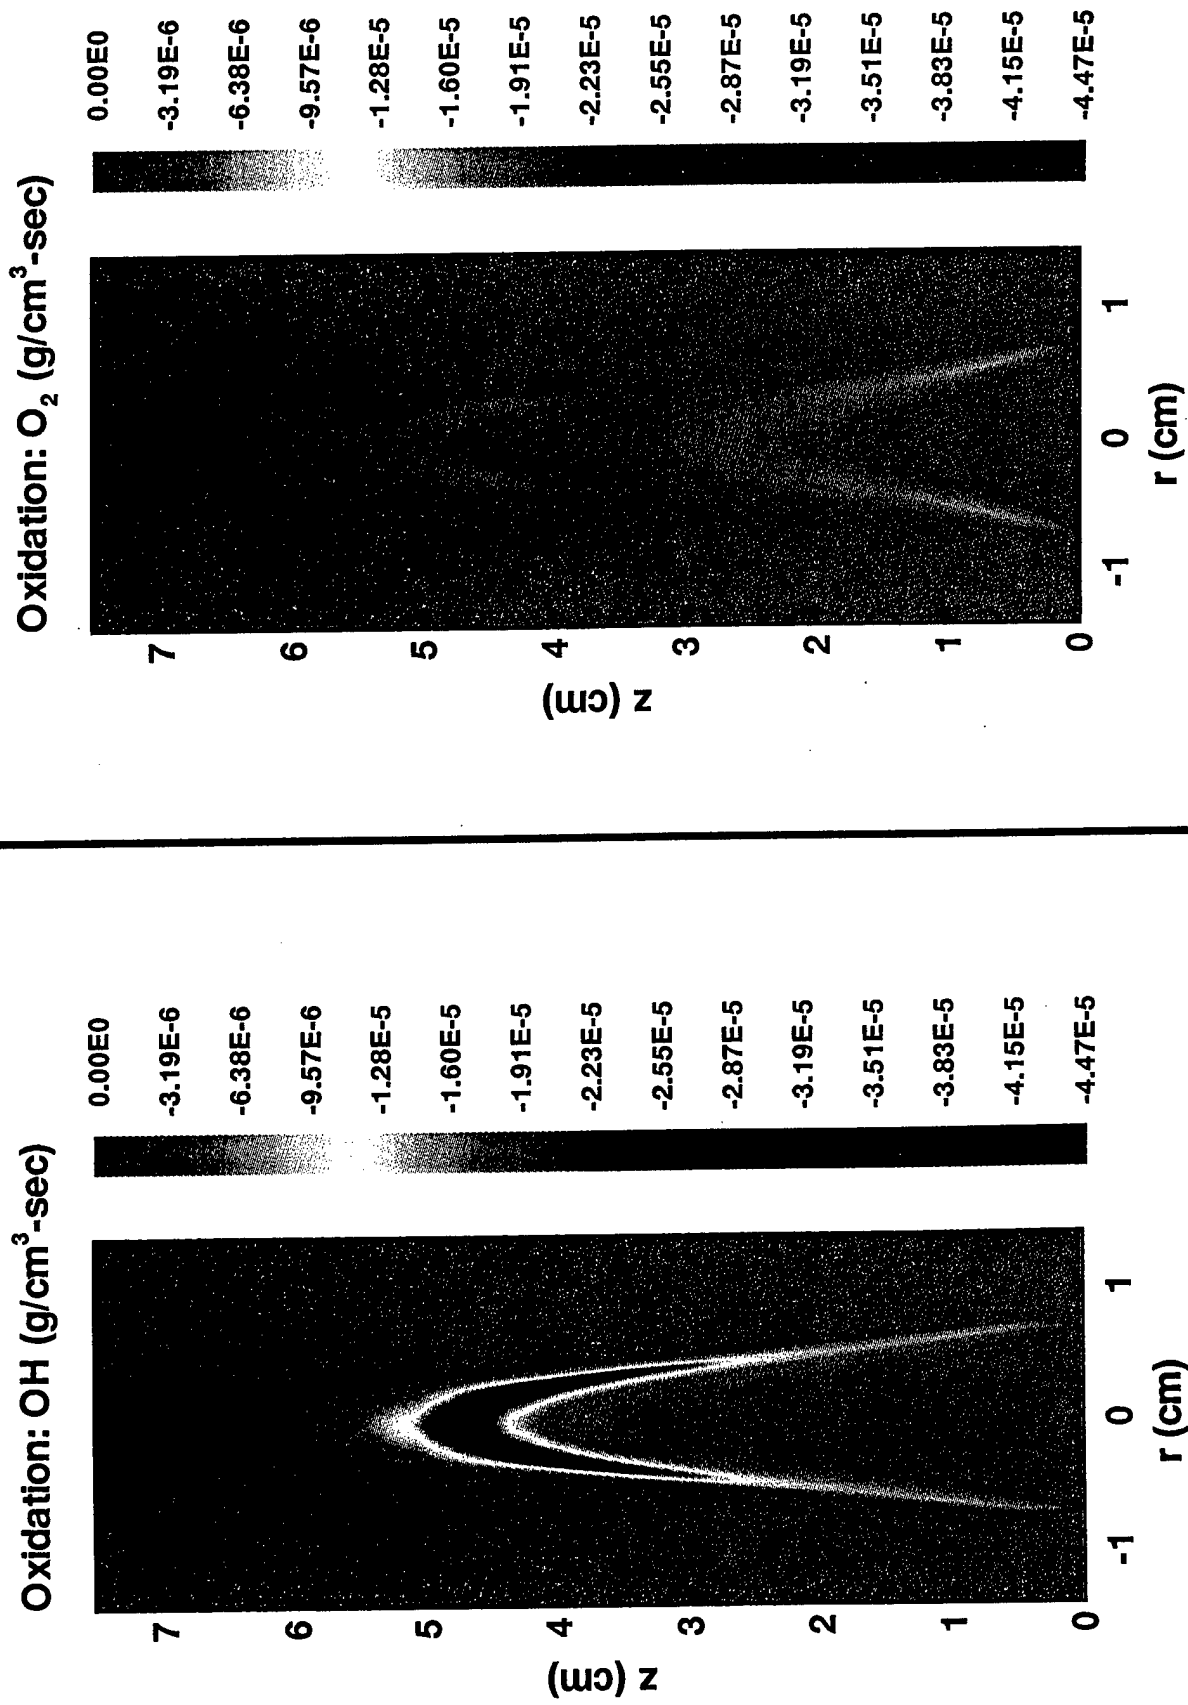 Oxidation: OH (g/cm³-sec)
0.00E0
-3.19E-6
-6.38E-6
-9.57E-6
-1.28E-5
-1.60E-5
-1.91E-5
-2.23E-5
-2.55E-5
-2.87E-5
-3.19E-5
-3.51E-5
-3.83E-5
-4.15E-5
-4.47E-5
7
6
5
4
3
2
1
0
z (cm)
-1 0 1
r (cm)
Oxidation: O₂ (g/cm³-sec)
0.00E0
-3.19E-6
-6.38E-6
-9.57E-6
-1.28E-5
-1.60E-5
-1.91E-5
-2.23E-5
-2.55E-5
-2.87E-5
-3.19E-5
-3.51E-5
-3.83E-5
-4.15E-5
-4.47E-5
7
6
5
4
3
2
1
0
z (cm)
-1 0 1
r (cm)